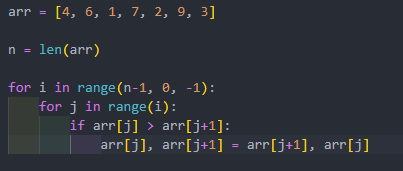 arr = [4, 6, 1, 7, 2, 9, 3]
n = len(arr)
for i in range(n-1, 0, -1):
    for j in range(i):
        if arr[j] > arr[j+1]:
            arr[j], arr[j+1] = arr[j+1], arr[j]